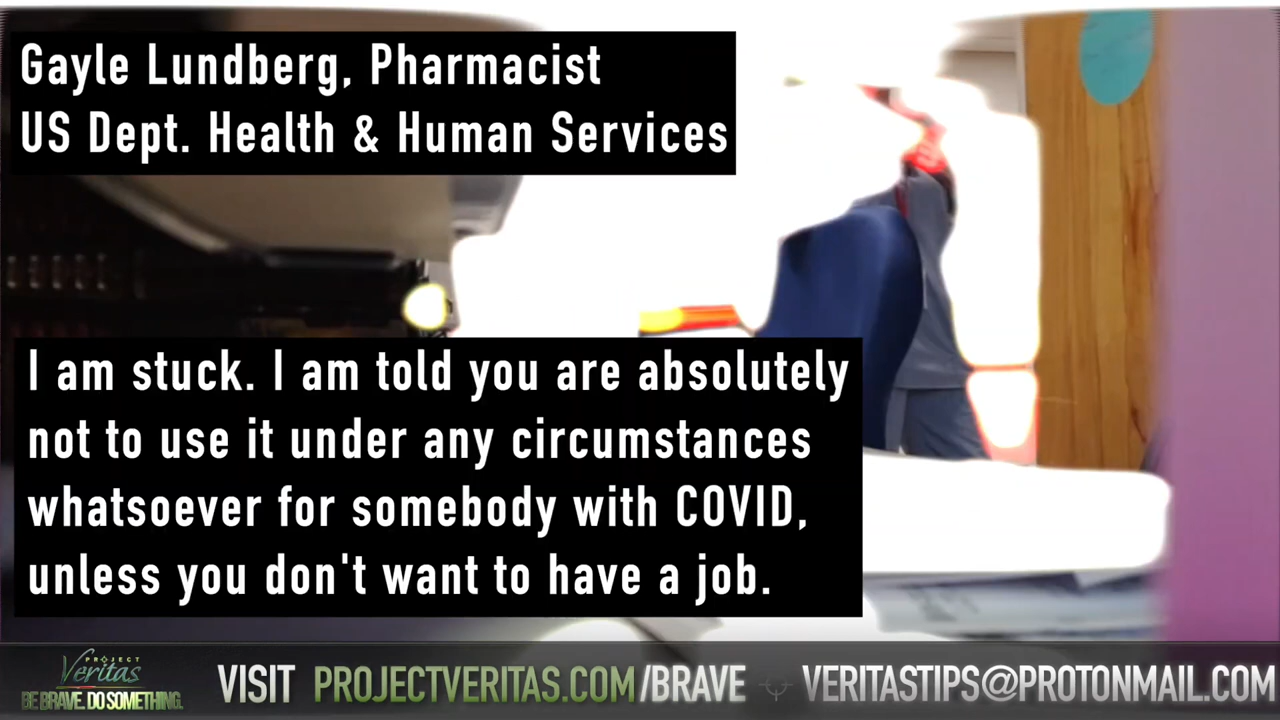 Gayle Lundberg, Pharmacist
US Dept. Health & Human Services
I am stuck. I am told you are absolutely
not to use it under any circumstances
whatsoever for somebody with COVID,
unless you don't want to have a job.
PROJECT
Veritas
BE BRAVE. DO SOMETHING.
VISIT PROJECTVERITAS.COM/BRAVE VERITASTIPS@PROTONMAIL.COM